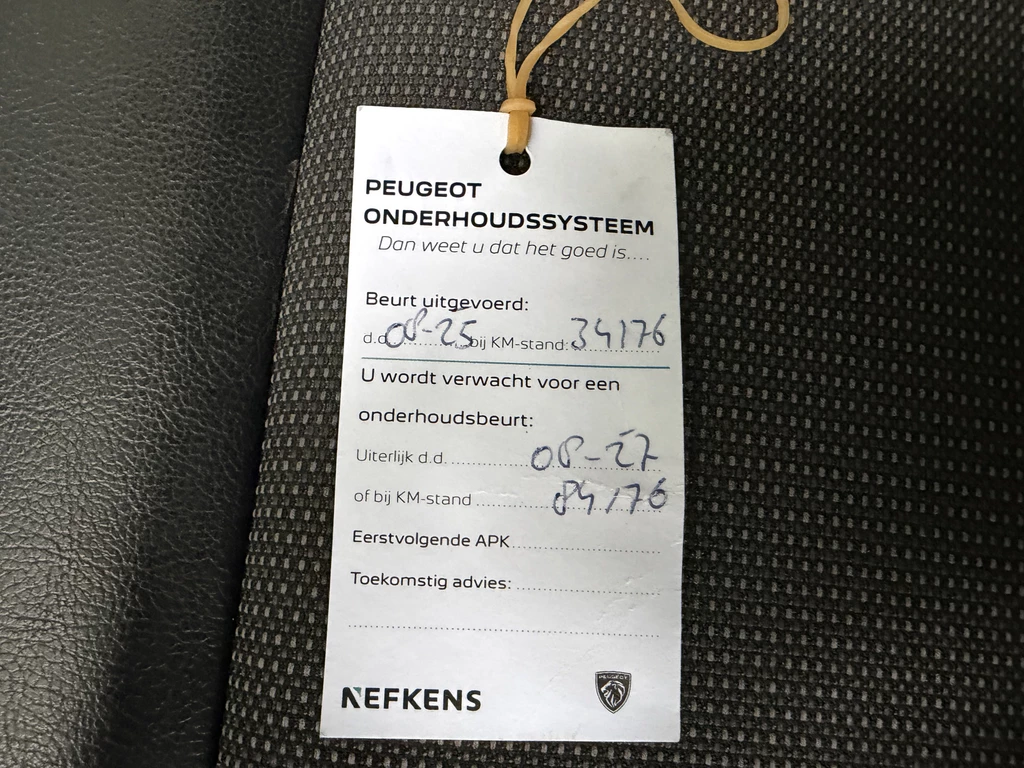 PEUGEOT
ONDERHOUDSSYSTEEM
Dan weet u dat het goed is....
Beurt uitgevoerd:
d.d. 08-25 bij KM-stand: 34176
U wordt verwacht voor een
onderhoudsbeurt:
Uiterlijk d.d. 08-27
of bij KM-stand 84176
Eerstvolgende APK
Toekomstig advies:
NEFKENS
PEUGEOT